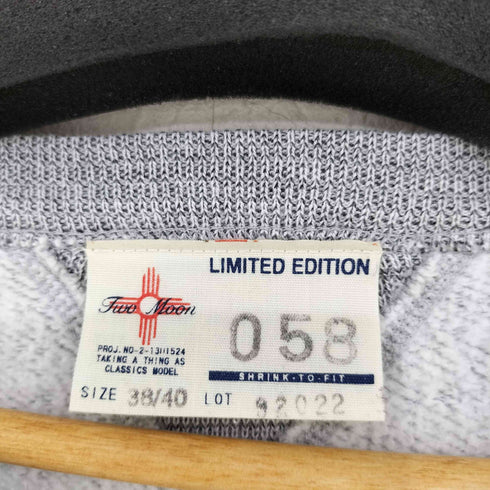 LIMITED EDITION
Two Moon
058
PROJ. NO-2-13111524
TAKING A THING AS
CLASSICS MODEL
SHRINK-TO-FIT
SIZE 38/40 LOT 92022